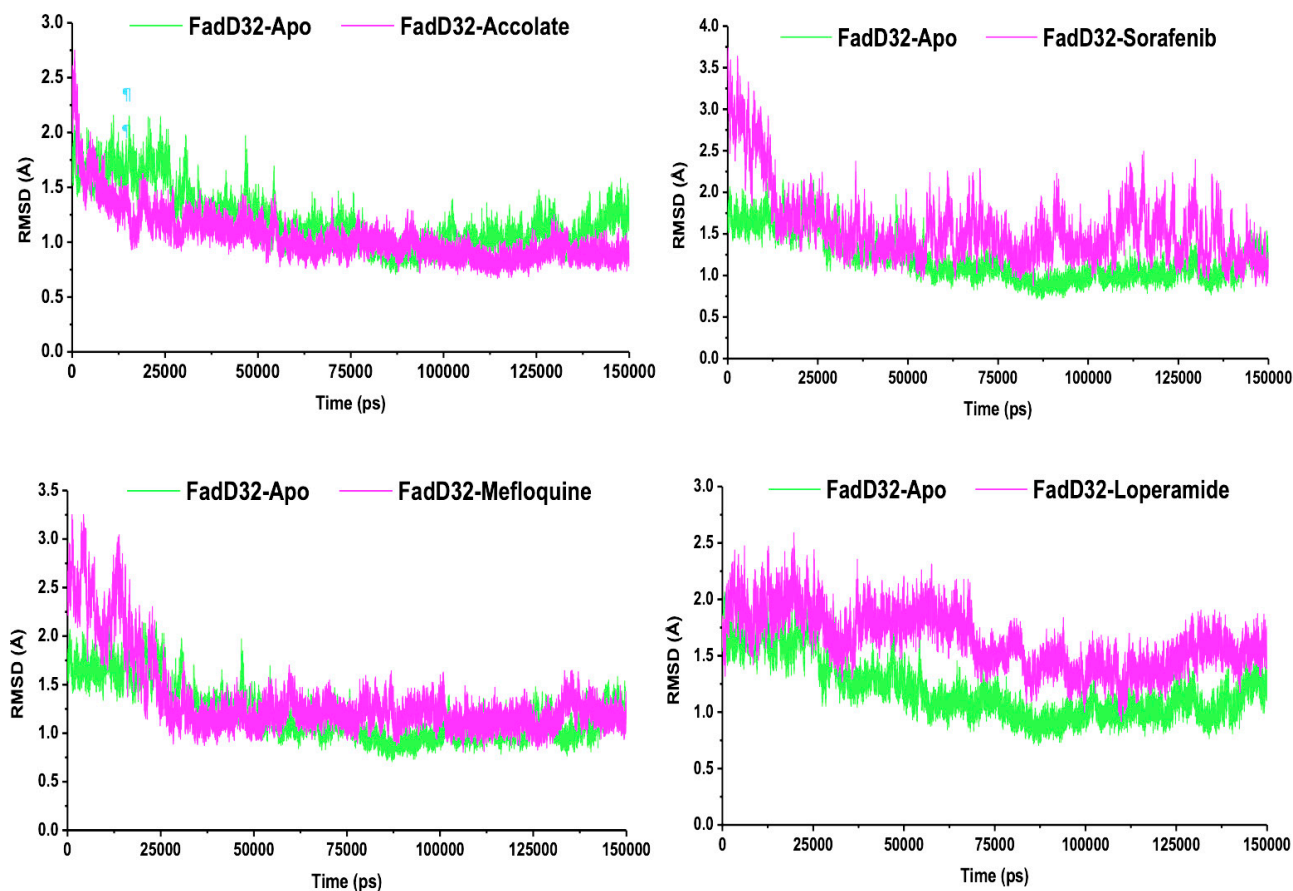 FadD32-Apo FadD32-Accolate
RMSD (Å)
3.0
2.5
2.0
1.5
1.0
0.5
0.0
¶
¶
0 25000 50000 75000 100000 125000 150000
Time (ps)
FadD32-Apo FadD32-Sorafenib
RMSD (Å)
4.0
3.5
3.0
2.5
2.0
1.5
1.0
0.5
0.0
0 25000 50000 75000 100000 125000 150000
Time (ps)
FadD32-Apo FadD32-Mefloquine
RMSD (Å)
3.5
3.0
2.5
2.0
1.5
1.0
0.5
0.0
0 25000 50000 75000 100000 125000 150000
Time (ps)
FadD32-Apo FadD32-Loperamide
RMSD (Å)
3.0
2.5
2.0
1.5
1.0
0.5
0.0
0 25000 50000 75000 100000 125000 150000
Time (ps)